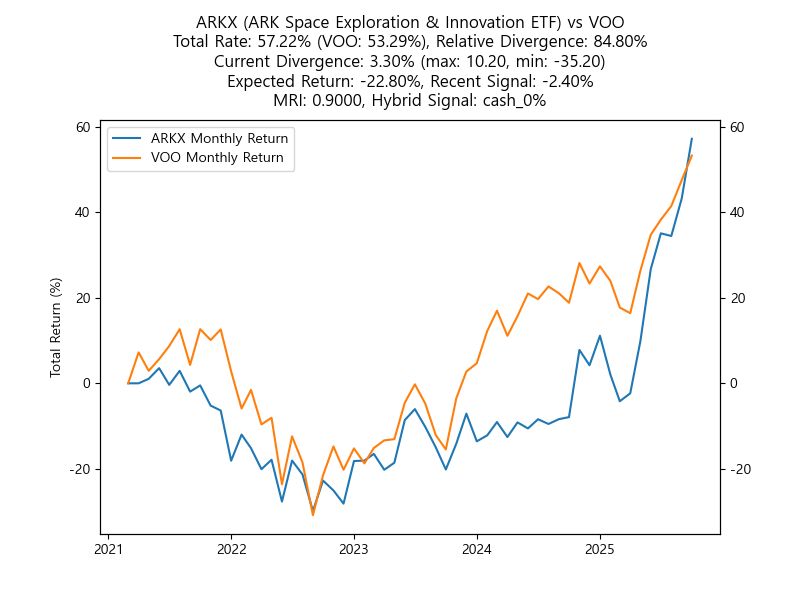 ARKX (ARK Space Exploration & Innovation ETF) vs VOO
Total Rate: 57.22% (VOO: 53.29%), Relative Divergence: 84.80%
Current Divergence: 3.30% (max: 10.20, min: -35.20)
Expected Return: -22.80%, Recent Signal: -2.40%
MRI: 0.9000, Hybrid Signal: cash_0%
ARKX Monthly Return
VOO Monthly Return
Total Return (%)
60
40
20
0
-20
60
40
20
0
-20
2021
2022
2023
2024
2025